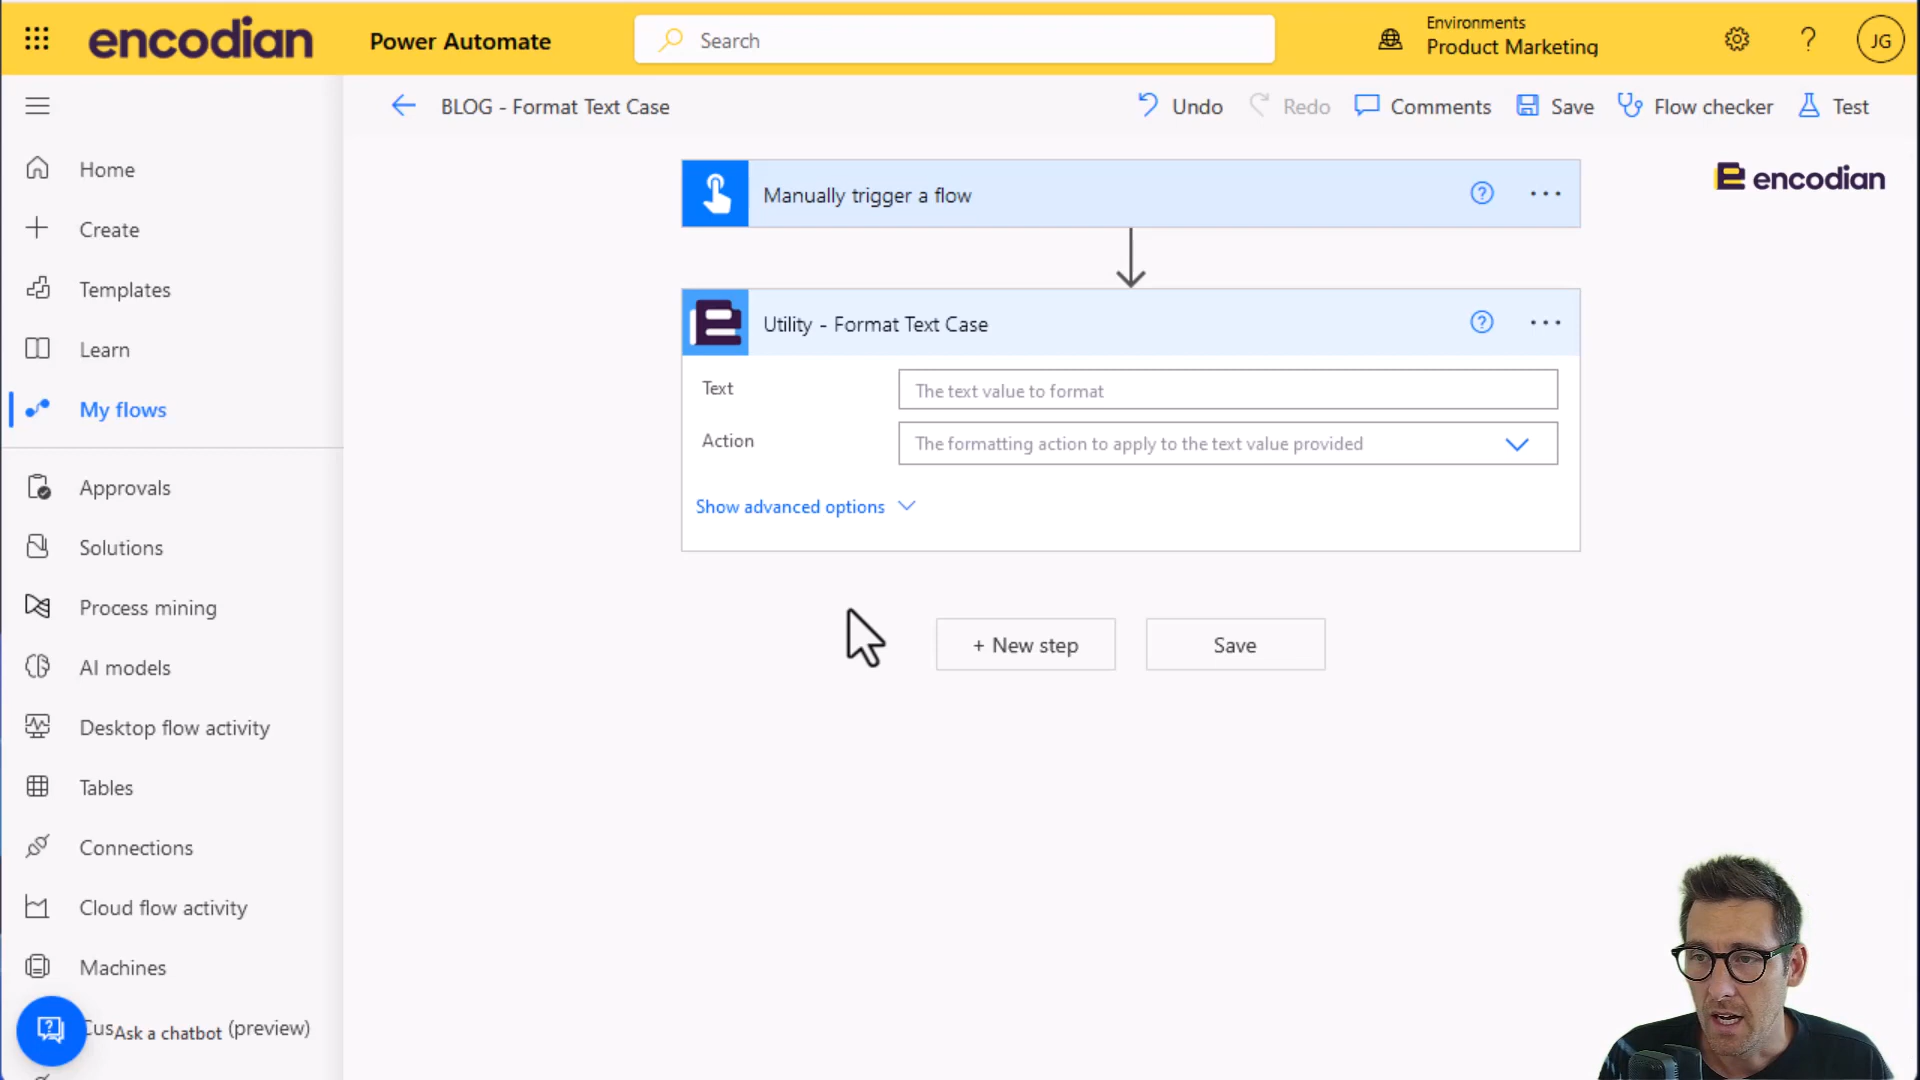 encodian
Power Automate
Search
Environments
Product Marketing
?
JG
BLOG - Format Text Case
Undo
Redo
Comments
Save
Flow checker
Test
Home
Create
Templates
Learn
My flows
Approvals
Solutions
Process mining
AI models
Desktop flow activity
Tables
Connections
Cloud flow activity
Machines
Cus Ask a chatbot (preview)
encodian
Manually trigger a flow
Utility - Format Text Case
Text
The text value to format
Action
The formatting action to apply to the text value provided
Show advanced options
+ New step
Save